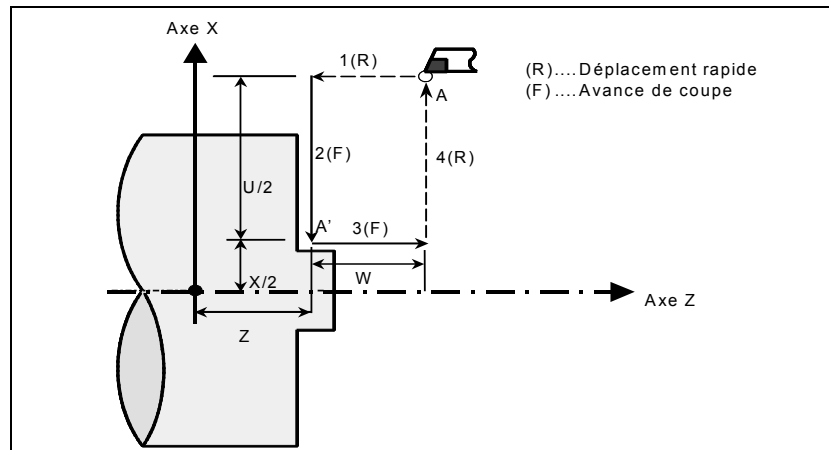 Axe X
1(R)
(R)....Déplacement rapide
(F)....Avance de coupe
A
2(F)
4(R)
U/2
A'
3(F)
X/2
W
Axe Z
Z